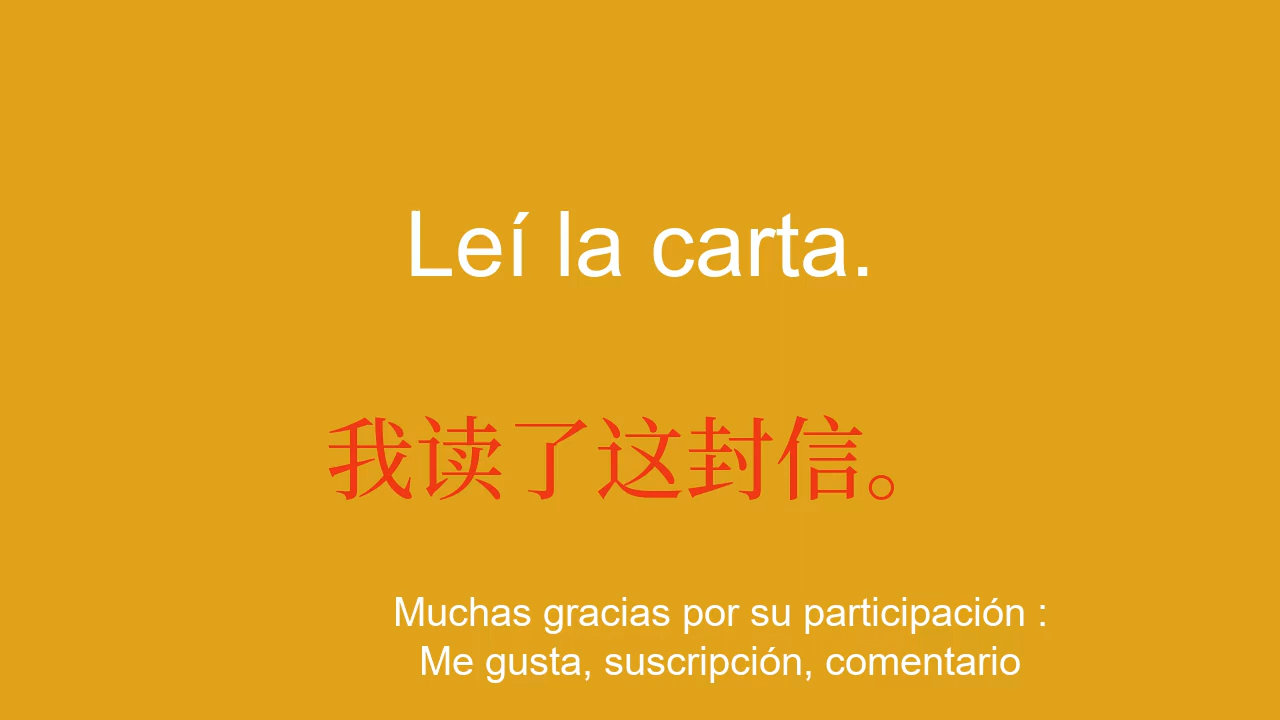 Leí la carta.
我读了这封信。
Muchas gracias por su participación :
Me gusta, suscripción, comentario